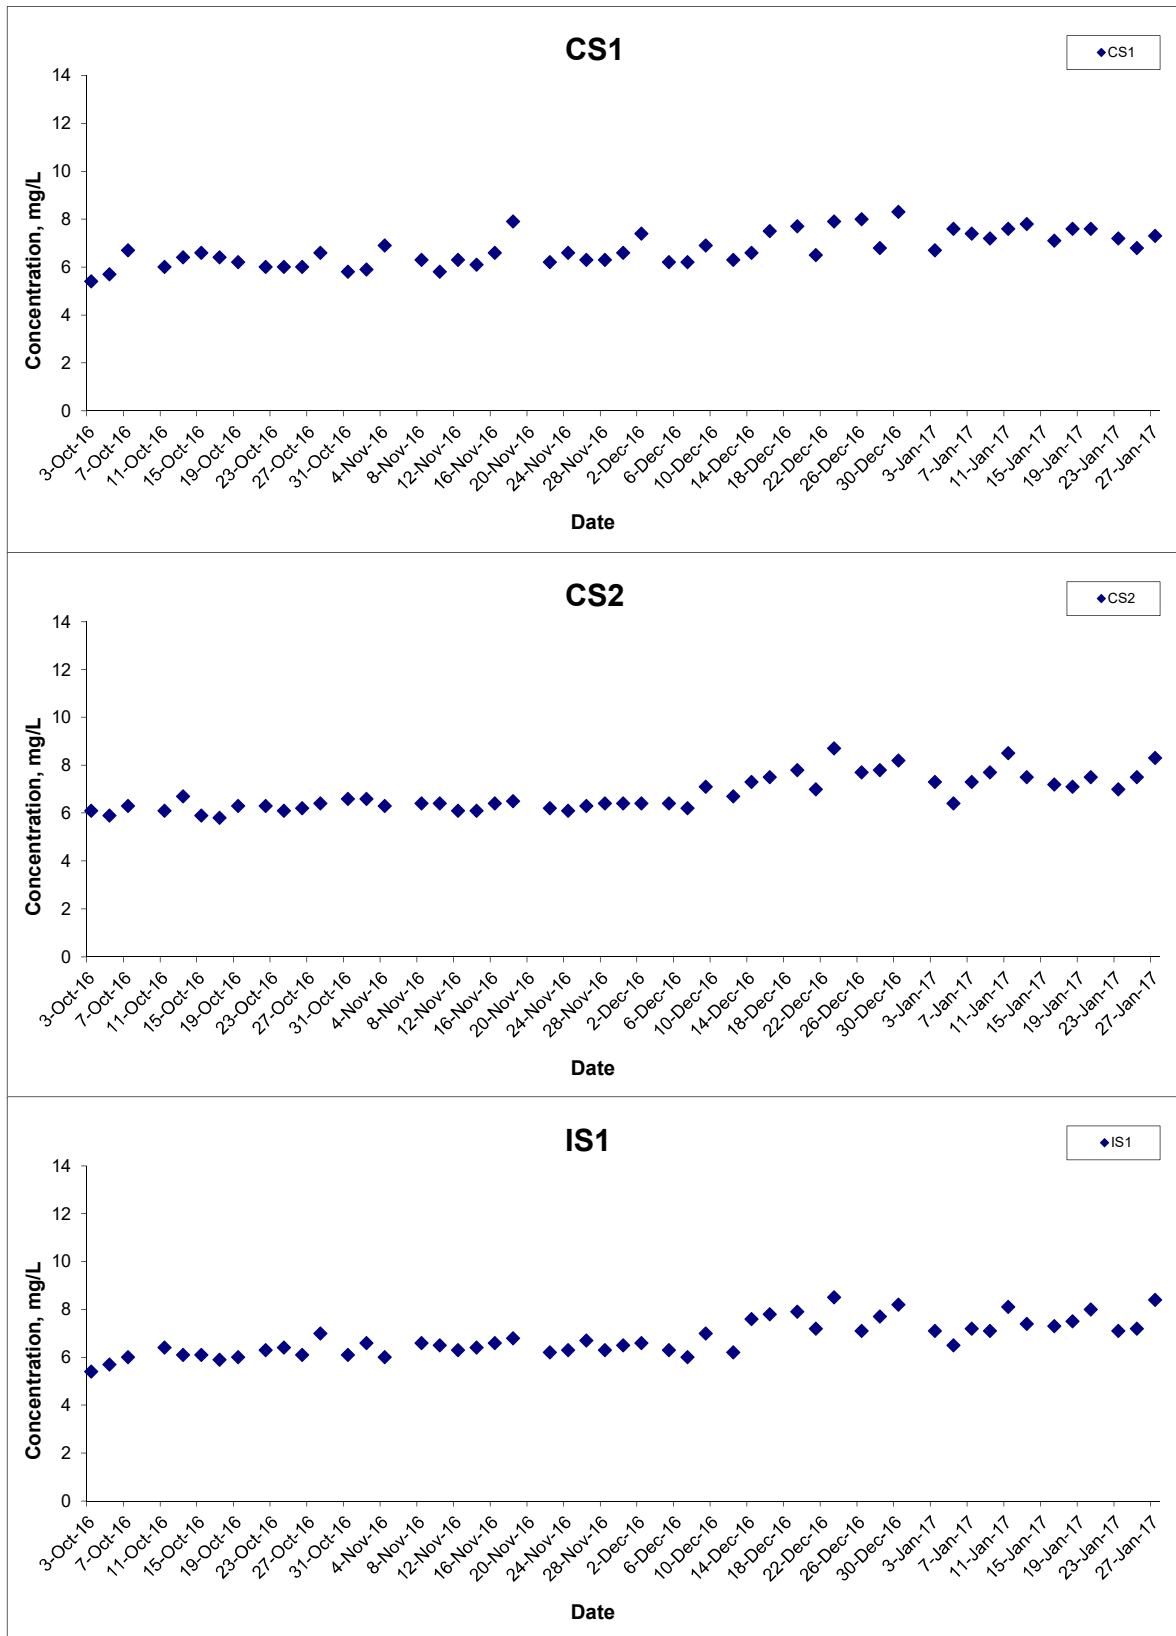 CS1
CS1
14
12
10
8
6
4
2
0
Concentration, mg/L
3-Oct-16
7-Oct-16
11-Oct-16
15-Oct-16
19-Oct-16
23-Oct-16
27-Oct-16
31-Oct-16
4-Nov-16
8-Nov-16
12-Nov-16
16-Nov-16
20-Nov-16
24-Nov-16
28-Nov-16
2-Dec-16
6-Dec-16
10-Dec-16
14-Dec-16
18-Dec-16
22-Dec-16
26-Dec-16
30-Dec-16
3-Jan-17
7-Jan-17
11-Jan-17
15-Jan-17
19-Jan-17
23-Jan-17
27-Jan-17
Date
CS2
CS2
14
12
10
8
6
4
2
0
Concentration, mg/L
3-Oct-16
7-Oct-16
11-Oct-16
15-Oct-16
19-Oct-16
23-Oct-16
27-Oct-16
31-Oct-16
4-Nov-16
8-Nov-16
12-Nov-16
16-Nov-16
20-Nov-16
24-Nov-16
28-Nov-16
2-Dec-16
6-Dec-16
10-Dec-16
14-Dec-16
18-Dec-16
22-Dec-16
26-Dec-16
30-Dec-16
3-Jan-17
7-Jan-17
11-Jan-17
15-Jan-17
19-Jan-17
23-Jan-17
27-Jan-17
Date
IS1
IS1
14
12
10
8
6
4
2
0
Concentration, mg/L
3-Oct-16
7-Oct-16
11-Oct-16
15-Oct-16
19-Oct-16
23-Oct-16
27-Oct-16
31-Oct-16
4-Nov-16
8-Nov-16
12-Nov-16
16-Nov-16
20-Nov-16
24-Nov-16
28-Nov-16
2-Dec-16
6-Dec-16
10-Dec-16
14-Dec-16
18-Dec-16
22-Dec-16
26-Dec-16
30-Dec-16
3-Jan-17
7-Jan-17
11-Jan-17
15-Jan-17
19-Jan-17
23-Jan-17
27-Jan-17
Date